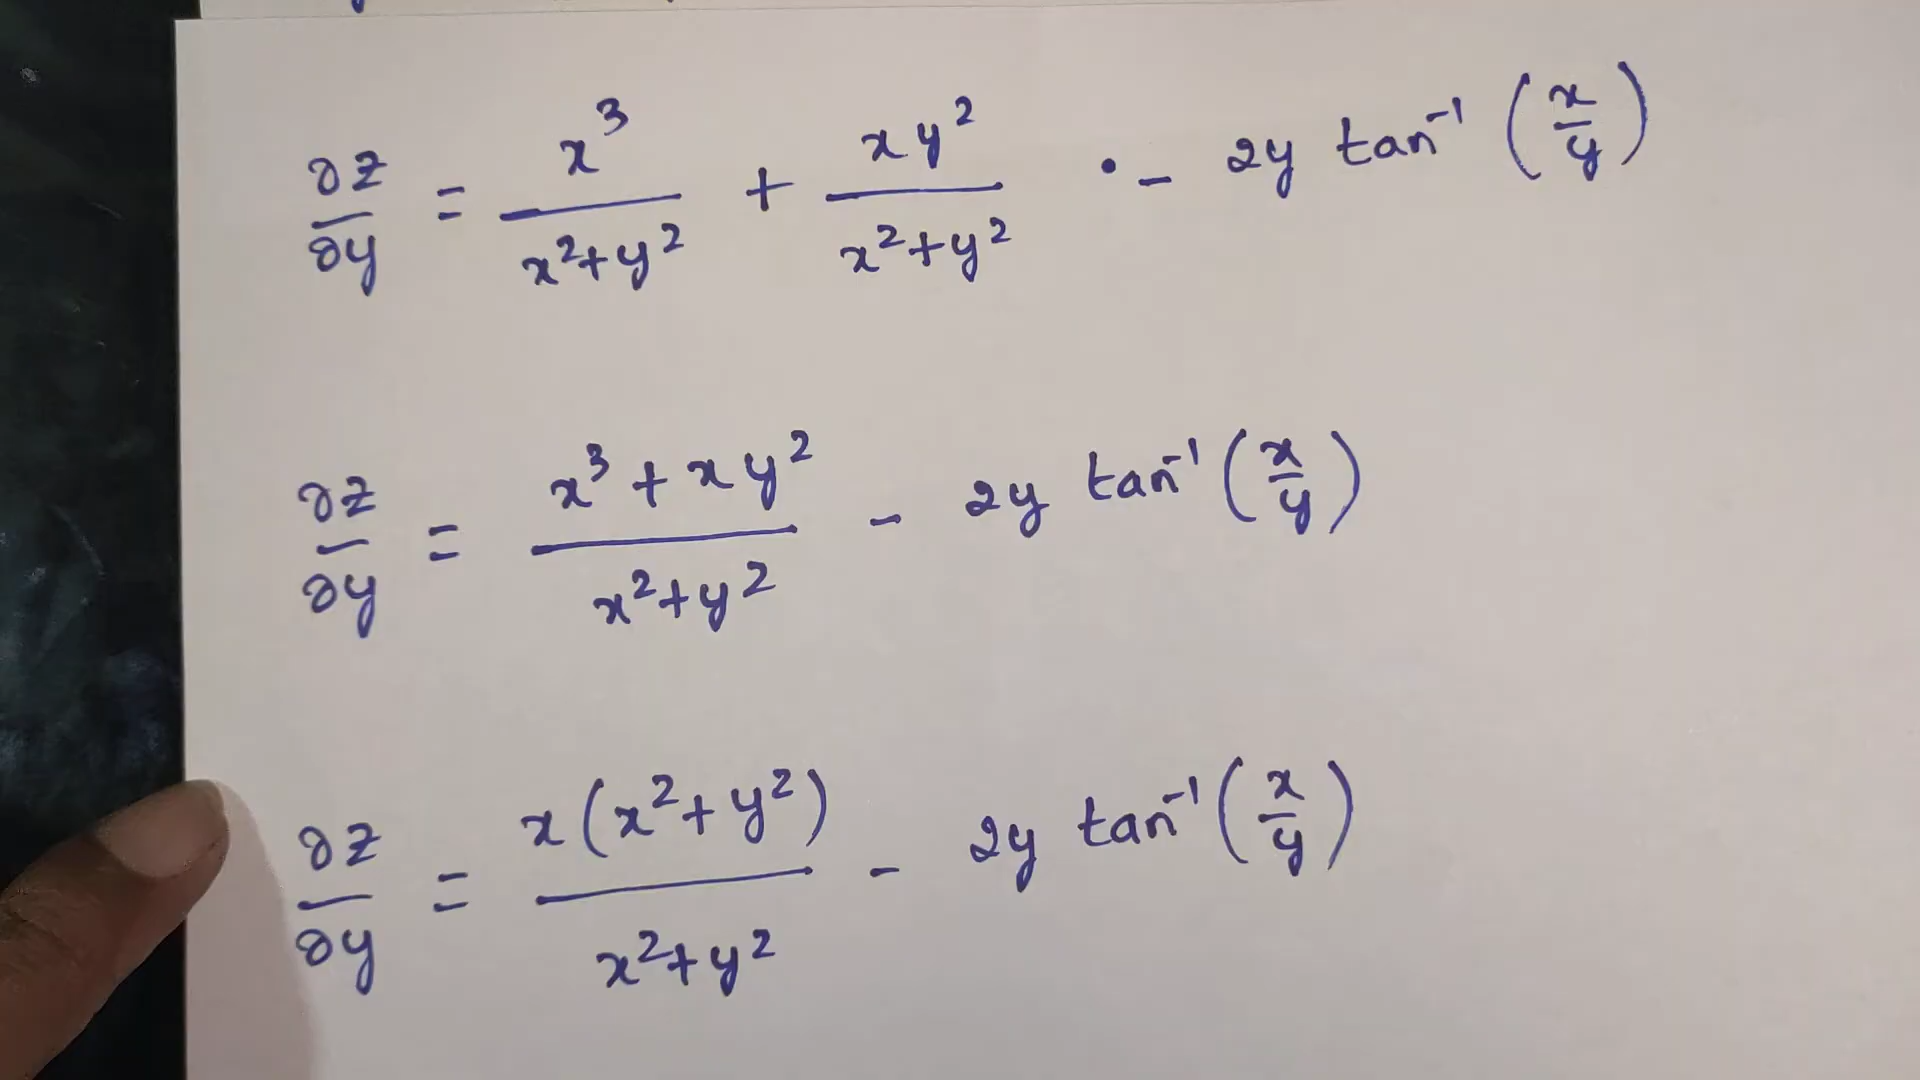 ∂z/∂y = x³/(x²+y²) + xy²/(x²+y²) · - 2y tan⁻¹(x/y)
∂z/∂y = (x³+xy²)/(x²+y²) - 2y tan⁻¹(x/y)
∂z/∂y = x(x²+y²)/(x²+y²) - 2y tan⁻¹(x/y)